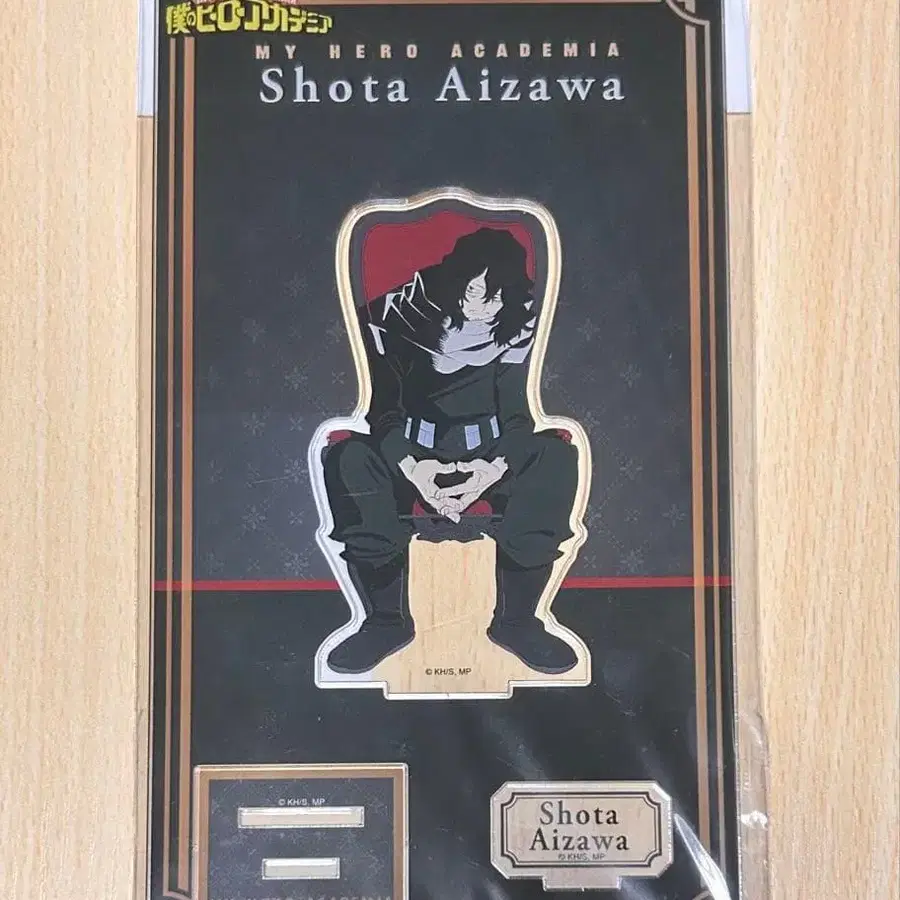 僕のヒーローアカデミア
MY HERO ACADEMIA
Shota Aizawa
© KH/S, MP
© KH/S, MP
Shota
Aizawa
© KH/S, MP